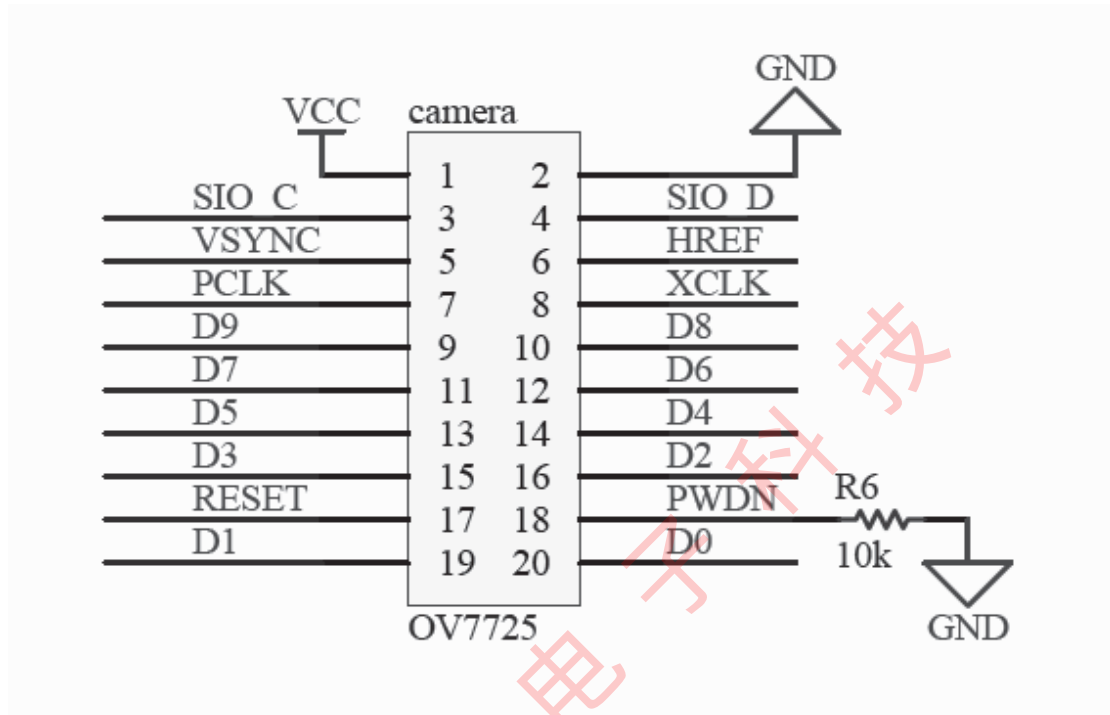 GND
VCC camera
1 2
SIO_C 3 4 SIO_D
VSYNC 5 6 HREF
PCLK 7 8 XCLK
D9 9 10 D8
D7 11 12 D6
D5 13 14 D4
D3 15 16 D2
RESET 17 18 PWDN R6
10k
D1 19 20 D0
OV7725 GND
电子科技